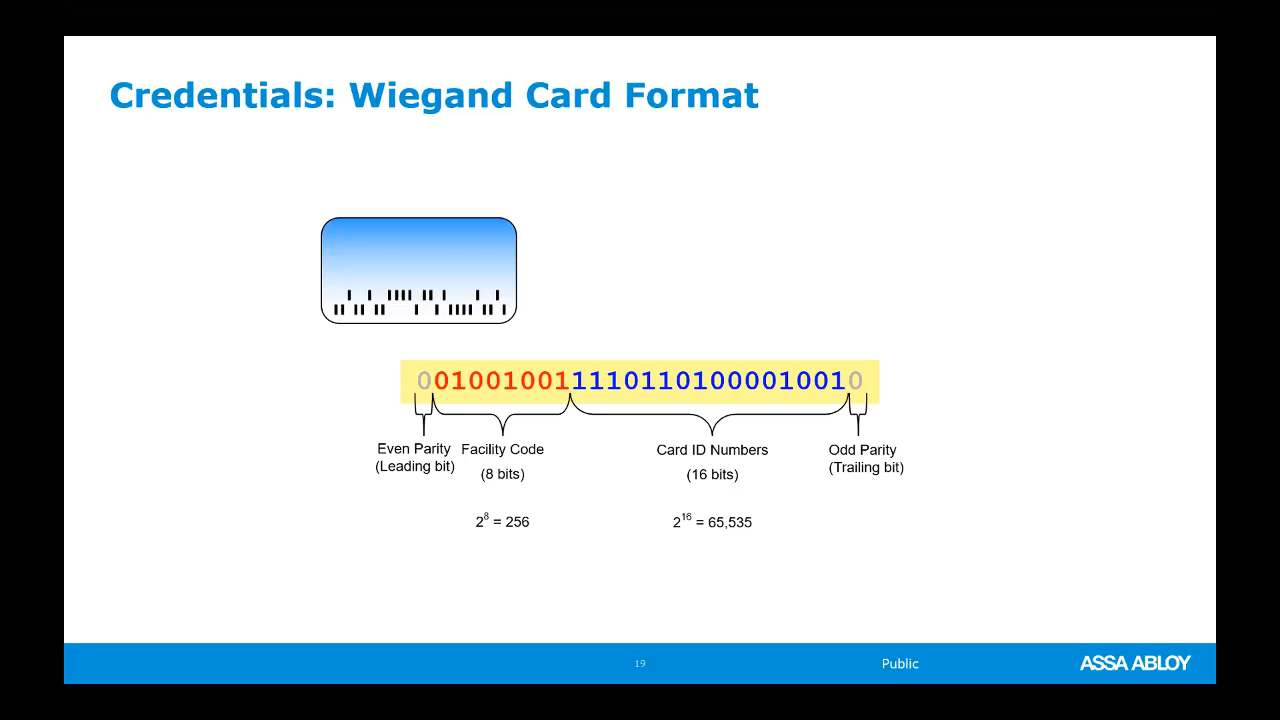 Credentials: Wiegand Card Format
00100100111101101000010010
Even Parity
(Leading bit)
Facility Code
(8 bits)
Card ID Numbers
(16 bits)
Odd Parity
(Trailing bit)
2⁸ = 256
2¹⁶ = 65,535
19
Public
ASSA ABLOY